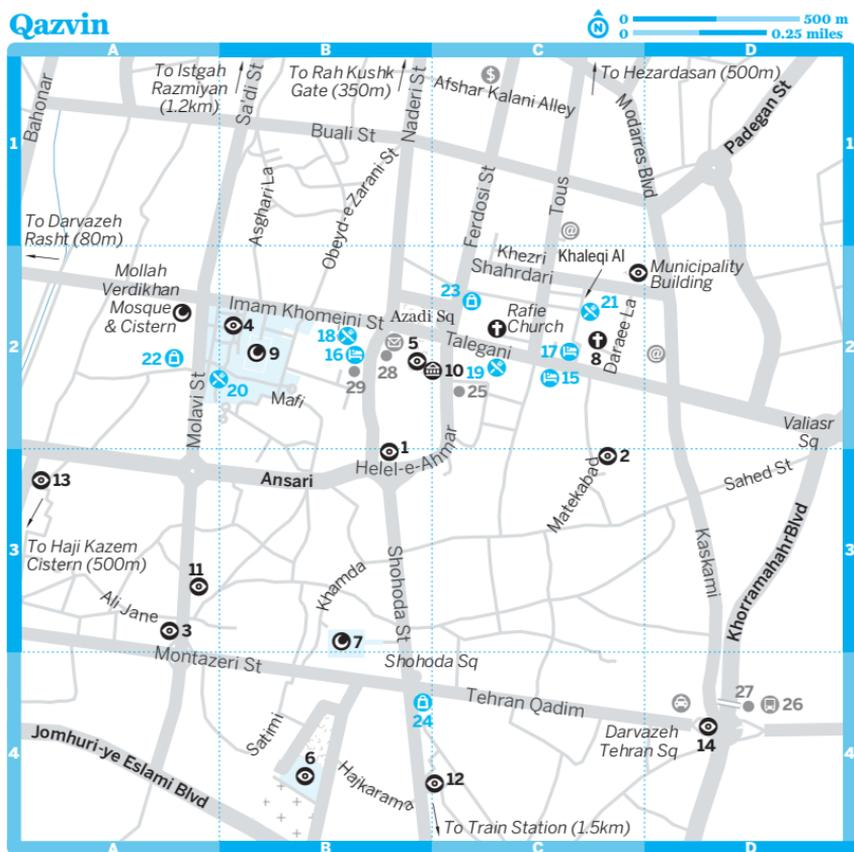 Qazvin
N
0 500 m
0 0.25 miles
A B C D
To Istgah
Razmiyan
(1.2km)
Sa'di St
To Rah Kushk
Gate (350m)
Naderi St
$
Afshar Kalani Alley
To Hezardasan (500m)
Modarres Blvd
Padegan St
Bahonar
1
1
Buali St
Asghari La
Obeyd-e-Zarani St
Ferdosi St
Tous
@
To Darvazeh
Rasht (80m)
Khezri
Shahrdari
Khaleqi Al
Municipality
Building
Mollah
Verdikhan
Mosque
& Cistern
Imam Khomeini St
Azadi Sq
23
Rafie
Church
21
Daraee La
4
9
18
16
29
28
5
10
Talegani
19
25
17
15
8
@
2
2
22
20
Mafi
Molavi St
Valiasr
Sq
1
Helel-e-Ahmar
Ansari
2
Matekabad
Sahed St
13
To Haji Kazem
Cistern (500m)
3
3
11
Ali Jane
3
Khamda
Shohoda St
7
Kaskami
Khorramahahr Blvd
Montazeri St
Shohoda Sq
24
Tehran Qadim
27
26
Darvazeh
Tehran Sq
14
4
4
Jomhuri-ye Eslami Blvd
Satimi
6
Hajkarama
12
To Train Station (1.5km)
A B C D